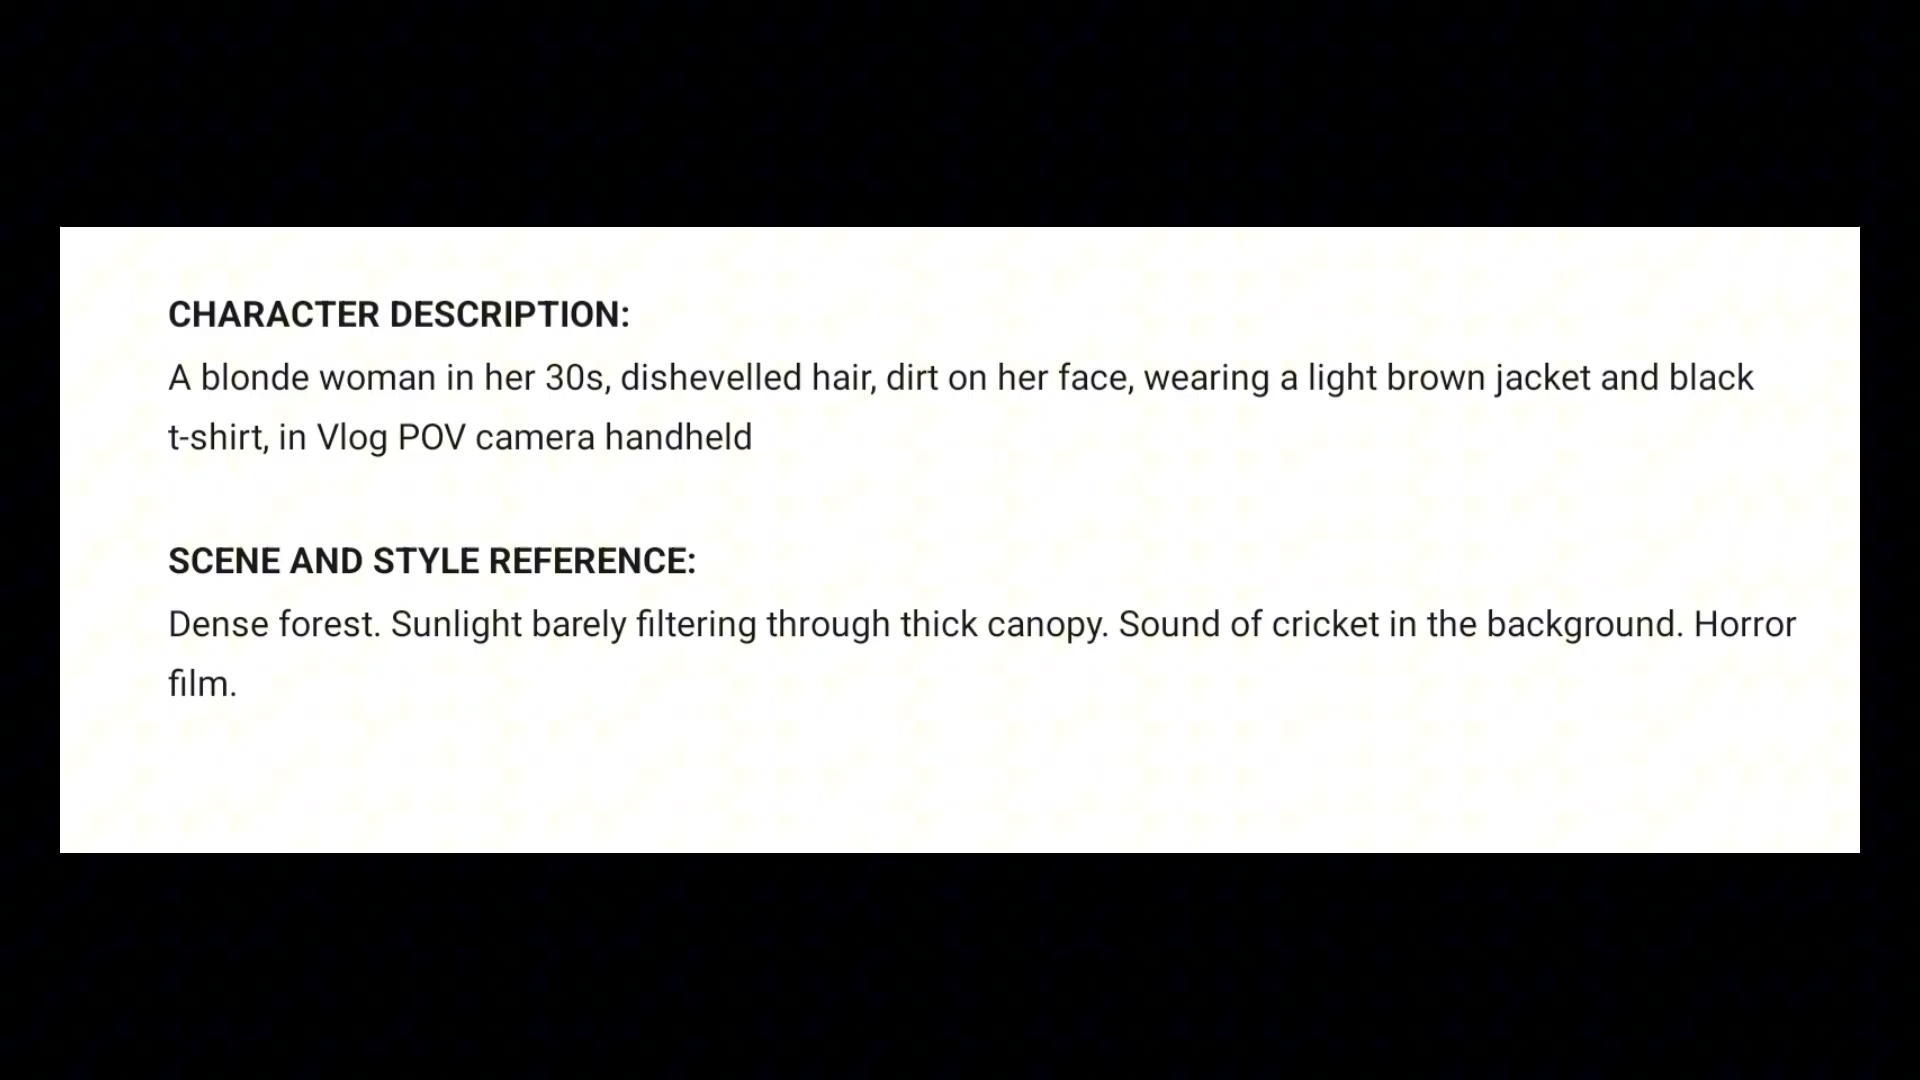 CHARACTER DESCRIPTION:
A blonde woman in her 30s, dishevelled hair, dirt on her face, wearing a light brown jacket and black
t-shirt, in Vlog POV camera handheld
SCENE AND STYLE REFERENCE:
Dense forest. Sunlight barely filtering through thick canopy. Sound of cricket in the background. Horror
film.